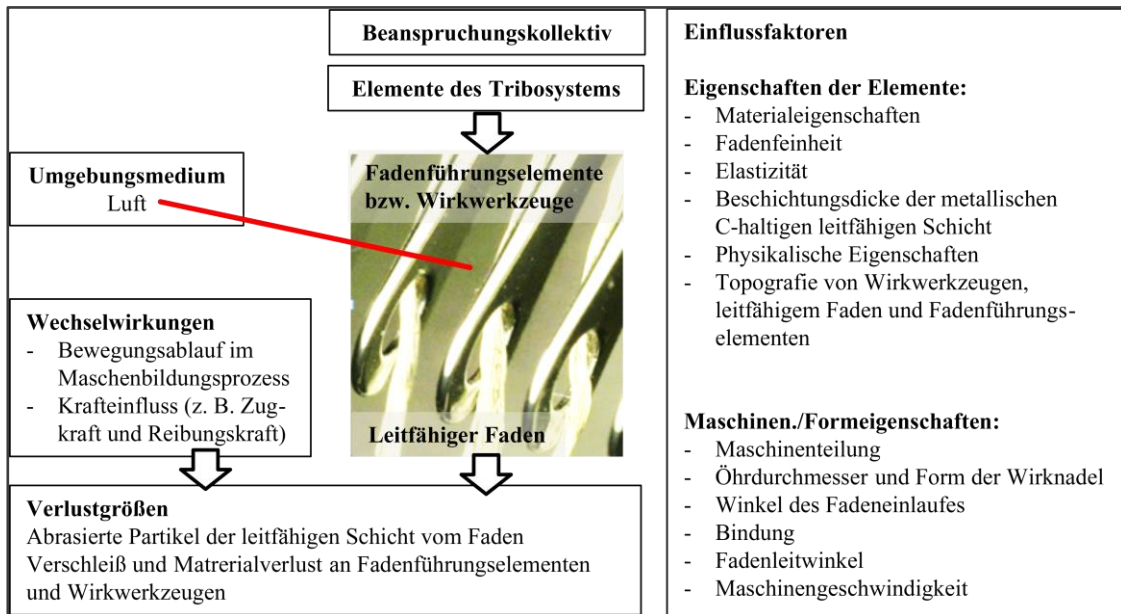 Beanspruchungskollektiv
Elemente des Tribosystems
Umgebungsmedium
Luft
Fadenführungselemente
bzw. Wirkwerkzeuge
Leitfähiger Faden
Wechselwirkungen
- Bewegungsablauf im
Maschenbildungsprozess
- Krafteinfluss (z. B. Zug-
kraft und Reibungskraft)
Verlustgrößen
Abrasierte Partikel der leitfähigen Schicht vom Faden
Verschleiß und Matrerialverlust an Fadenführungselementen
und Wirkwerkzeugen
Einflussfaktoren
Eigenschaften der Elemente:
- Materialeigenschaften
- Fadenfeinheit
- Elastizität
- Beschichtungsdicke der metallischen
C-haltigen leitfähigen Schicht
- Physikalische Eigenschaften
- Topografie von Wirkwerkzeugen,
leitfähigem Faden und Fadenführungs-
elementen
Maschinen./Formeigenschaften:
- Maschinenteilung
- Öhrdurchmesser und Form der Wirknadel
- Winkel des Fadeneinlaufes
- Bindung
- Fadenleitwinkel
- Maschinengeschwindigkeit